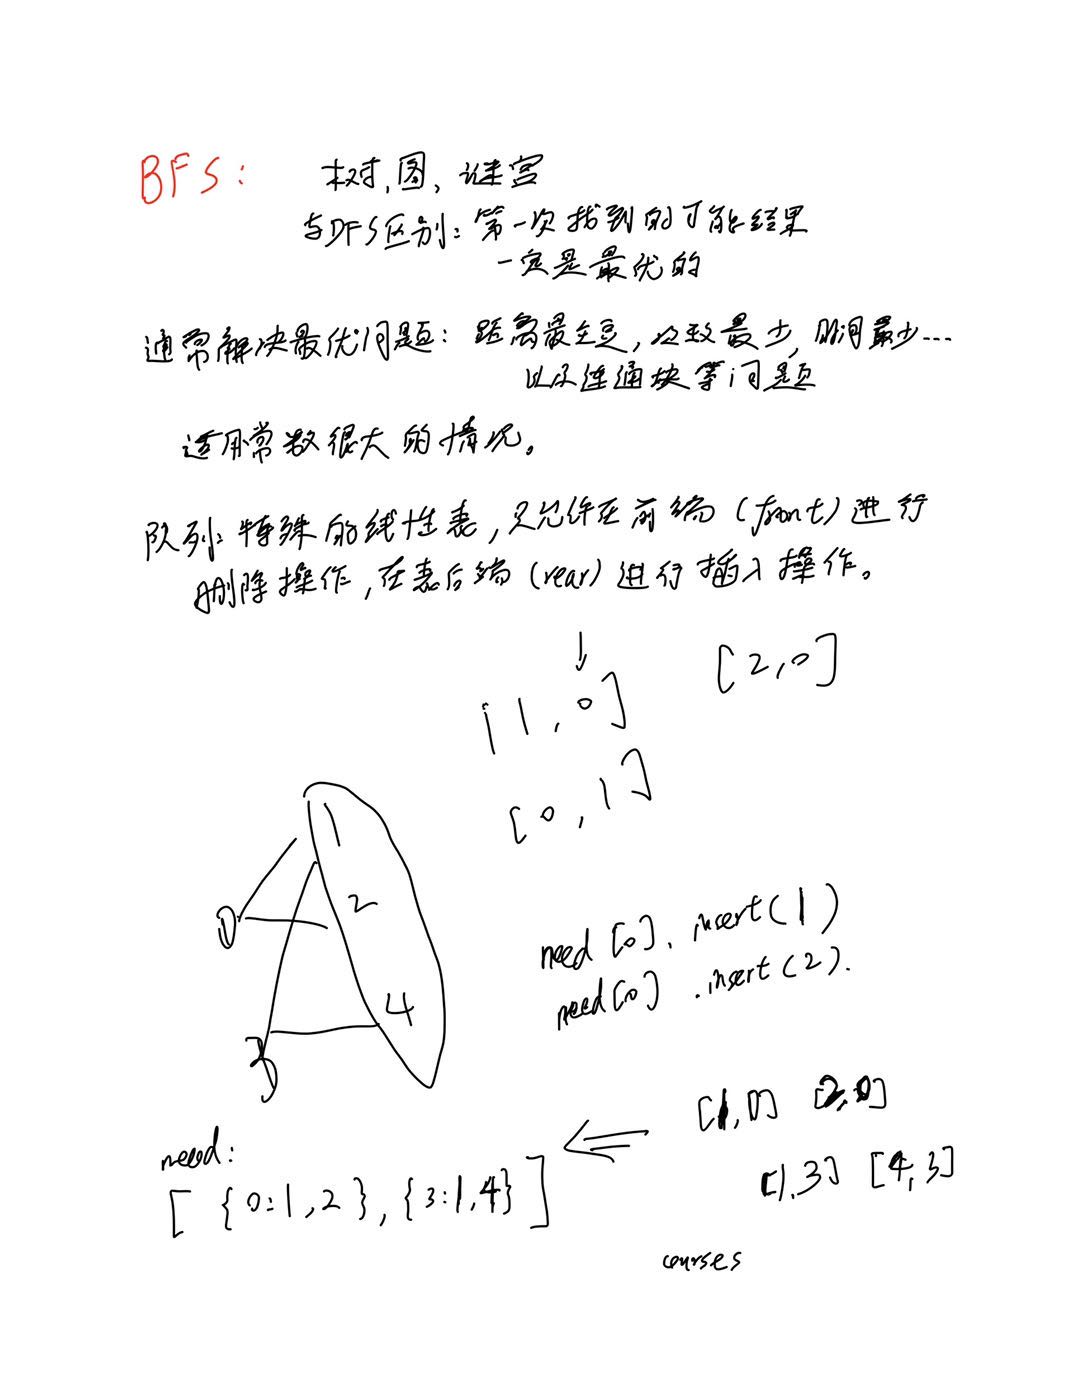 BFS: 树,图,谜宫
与DFS区别:第一次找到的可能结果
一定是最优的
通常解决最优问题:距离最短,次数最少,时间最少...
以及连通块等问题
适用常数很大的情况。
队列:特殊的线性表,只允许在前端(front)进行
删除操作,在表后端(rear)进行插入操作。
[1,0] [2,0]
[0,1]
1
2
0
4
3
need[0].insert(1)
need[0].insert(2).
[1,0] [2,0]
[1,3] [4,3]
need:
[{0:1,2},{3:1,4}]
courses